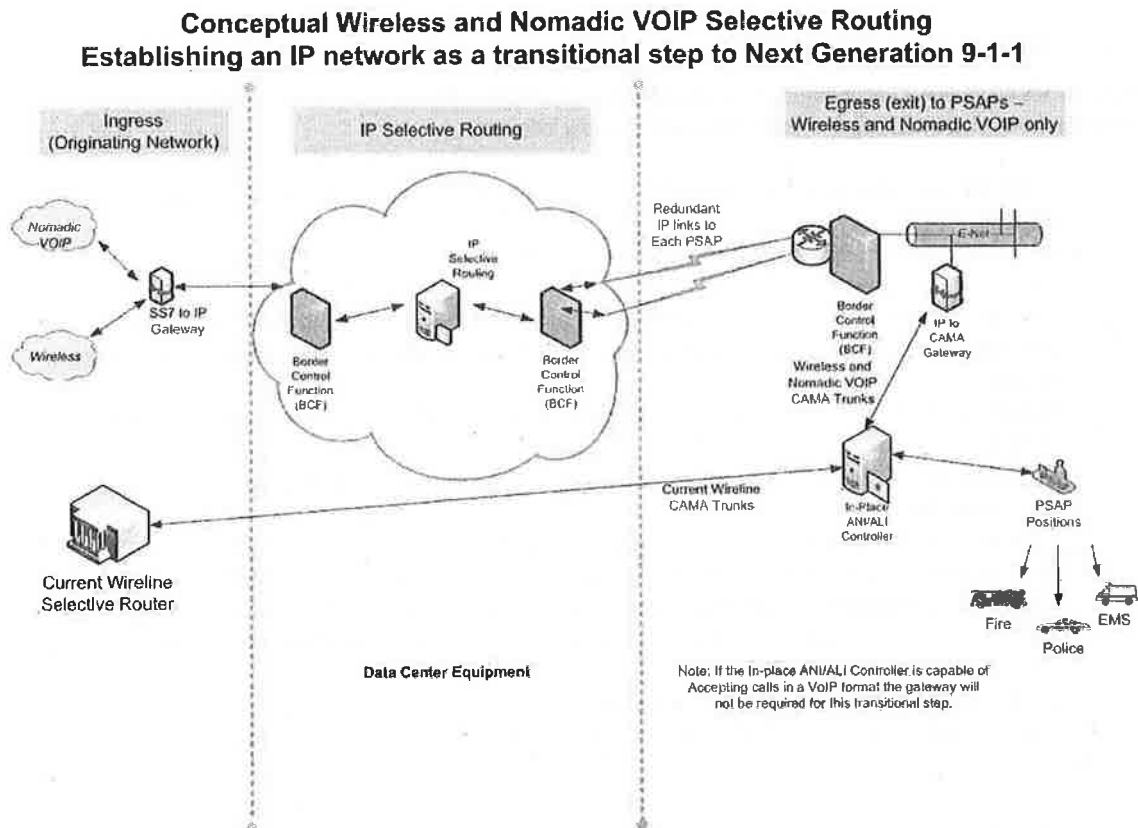 Conceptual Wireless and Nomadic VOIP Selective Routing
Establishing an IP network as a transitional step to Next Generation 9-1-1
Ingress
(Originating Network)
IP Selective Routing
Egress (exit) to PSAPs –
Wireless and Nomadic VOIP only
Nomadic
VOIP
Wireless
SS7 to IP
Gateway
Border
Control
Function
(BCF)
IP
Selective
Routing
Border
Control
Function
(BCF)
Redundant
IP links to
Each PSAP
E-Net
Border
Control
Function
(BCF)
IP to
CAMA
Gateway
Wireless and
Nomadic VOIP
CAMA Trunks
Current Wireline
CAMA Trunks
In-Place
ANI/ALI
Controller
PSAP
Positions
Fire
Police
EMS
Current Wireline
Selective Router
Data Center Equipment
Note: If the In-place ANI/ALI Controller is capable of
Accepting calls in a VoIP format the gateway will
not be required for this transitional step.